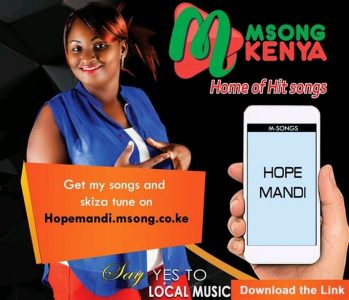 MSONG
KENYA
Home of Hit songs
M-SONGS
HOPE
MANDI
Get my songs and
skiza tune on
Hopemandi.msong.co.ke
Say YES TO
LOCAL MUSIC
Download the Link